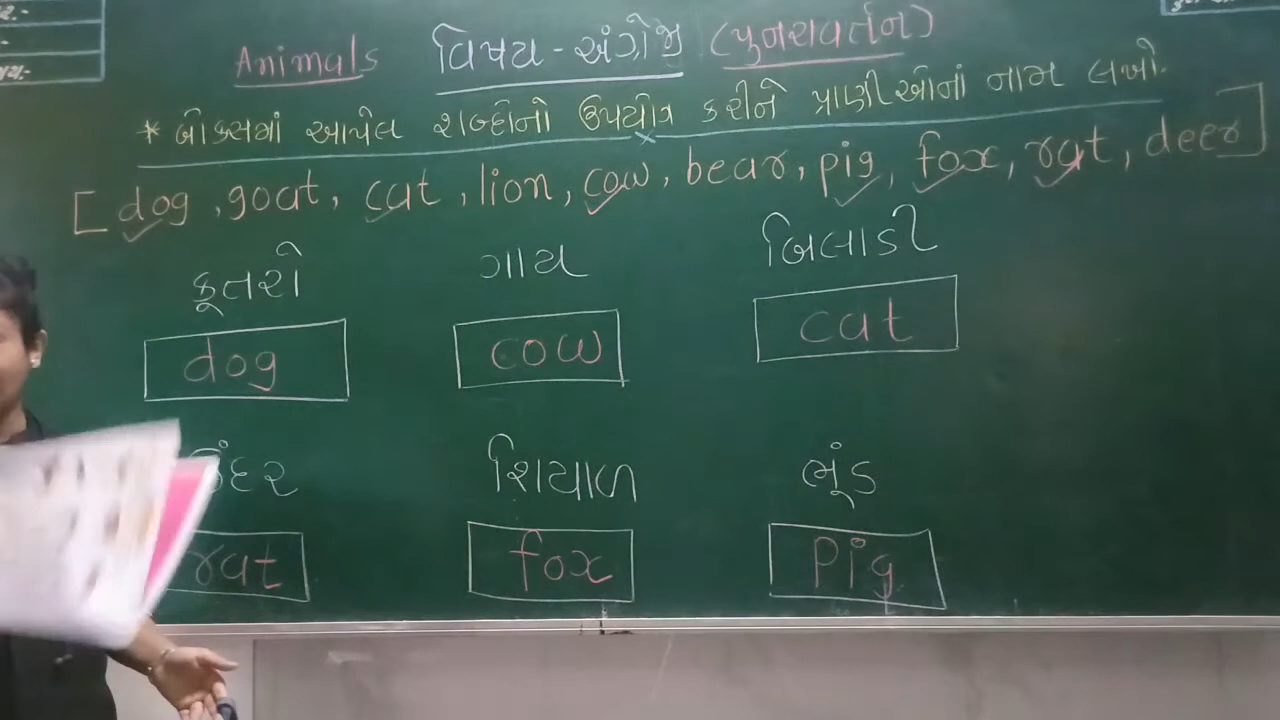 Animals વિષય - અંગ્રેજી (પુનરાવર્તન)
* બોક્સમાં આપેલ શબ્દોનો ઉપયોગ કરીને પ્રાણીઓનાં નામ લખો.
[ dog, goat, cat, lion, cow, bear, pig, fox, rat, deer ]
કૂતરો ગાય બિલાડી
dog cow cat
ઉંદર શિયાળ ભૂંડ
rat fox Pig